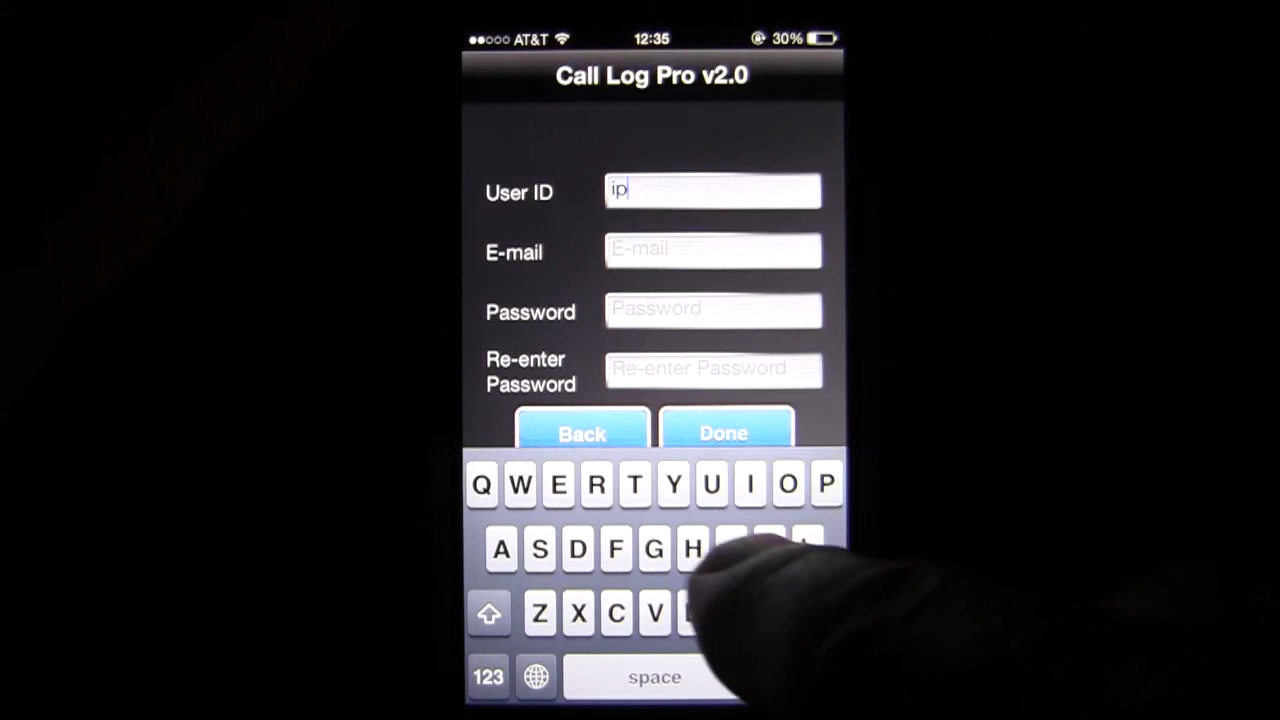 AT&T 12:35 30%
Call Log Pro v2.0
User ID ip
E-mail E-mail
Password Password
Re-enter Password Re-enter Password
Back Done
Q W E R T Y U I O P
A S D F G H
Z X C V
123 space